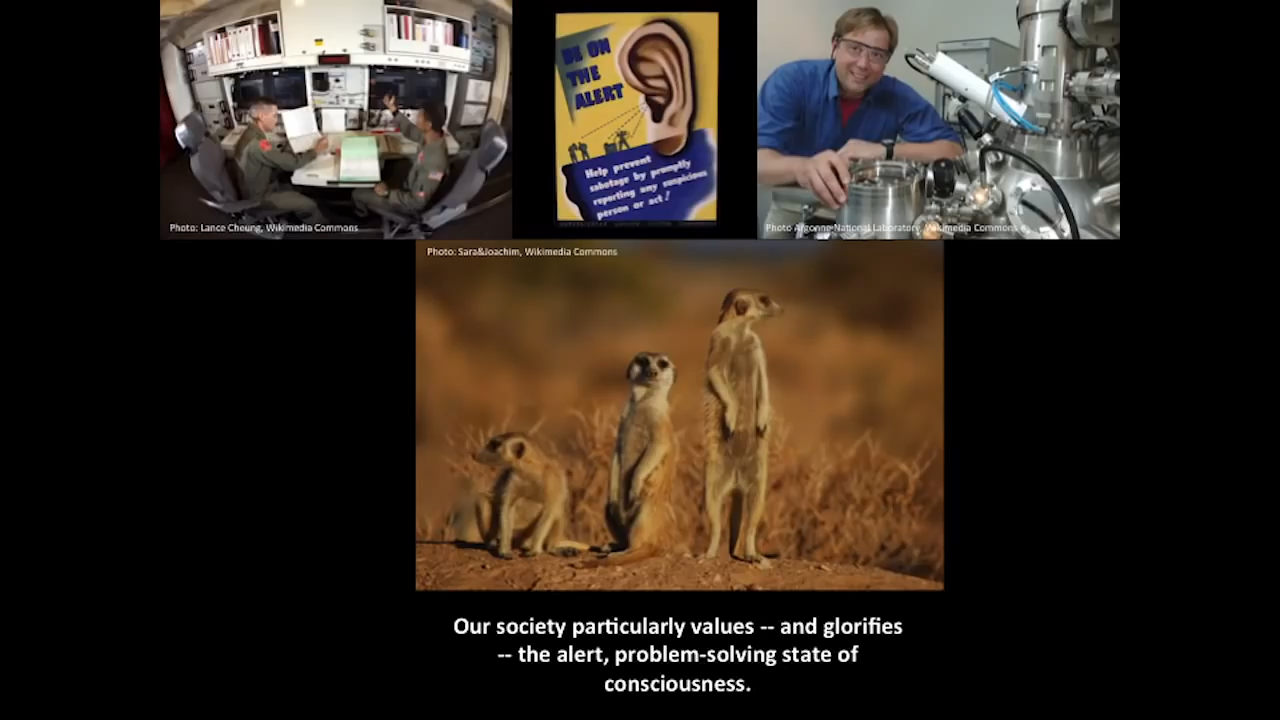 BE ON
THE
ALERT
Help prevent
sabotage by promptly
reporting any suspicious
person or act!
Photo: Lance Cheung, Wikimedia Commons
Photo Argonne National Laboratory, Wikimedia Commons
Photo: Sara&Joachim, Wikimedia Commons
Our society particularly values -- and glorifies
-- the alert, problem-solving state of
consciousness.